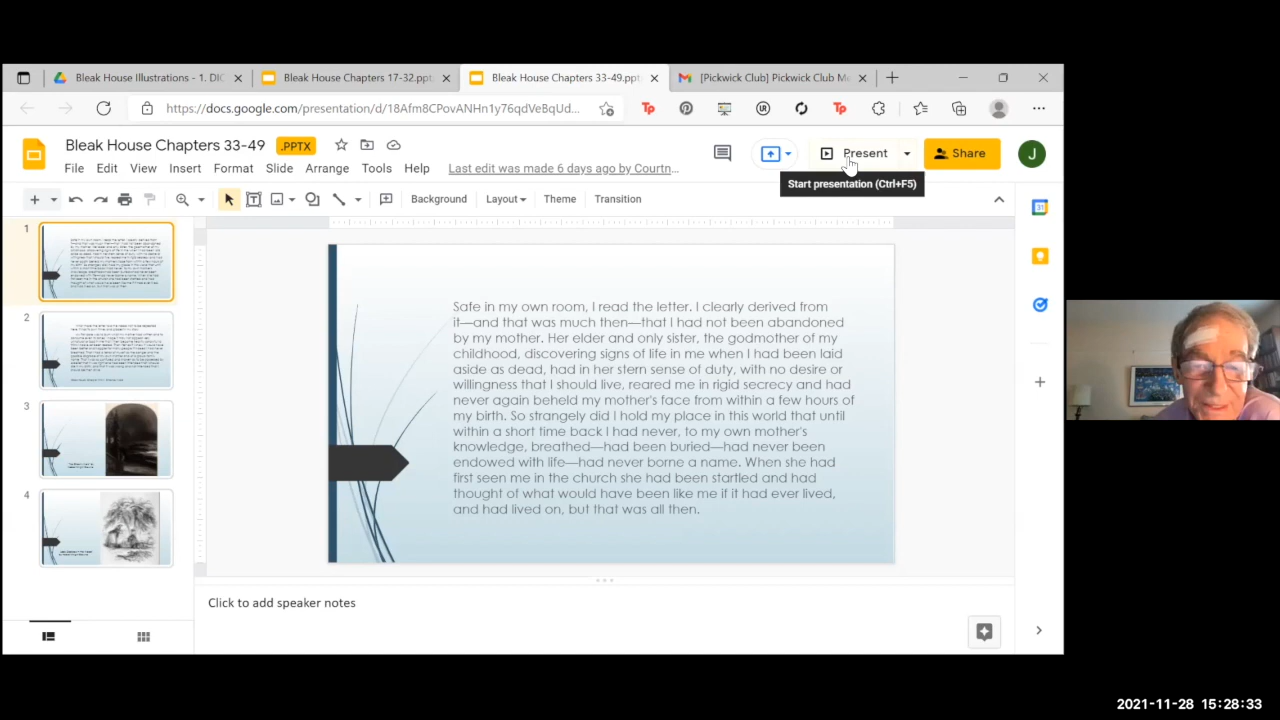 Bleak House Illustrations - 1. DIC
Bleak House Chapters 17-32.ppt
Bleak House Chapters 33-49.ppt
[Pickwick Club] Pickwick Club Me
https://docs.google.com/presentation/d/18Afm8CPovANHn1y76qdVeBqUd...
Bleak House Chapters 33-49 .PPTX
Present
Share
J
File Edit View Insert Format Slide Arrange Tools Help Last edit was made 6 days ago by Courtn...
Start presentation (Ctrl+F5)
Background Layout Theme Transition
1
2
3
4
Safe in my own room, I read the letter. I clearly derived from
it—and that was much then—that I had not been abandoned
by my mother. Her elder and only sister, the godmother of my
childhood, discovering signs of life in me when I had been laid
aside as dead, had in her stern sense of duty, with no desire or
willingness that I should live, reared me in rigid secrecy and had
never again beheld my mother's face from within a few hours of
my birth. So strangely did I hold my place in this world that until
within a short time back I had never, to my own mother's
knowledge, breathed—had been buried—had never been
endowed with life—had never borne a name. When she had
first seen me in the church she had been startled and had
thought of what would have been like me if it had ever lived,
and had lived on, but that was all then.
Click to add speaker notes
2021-11-28 15:28:33